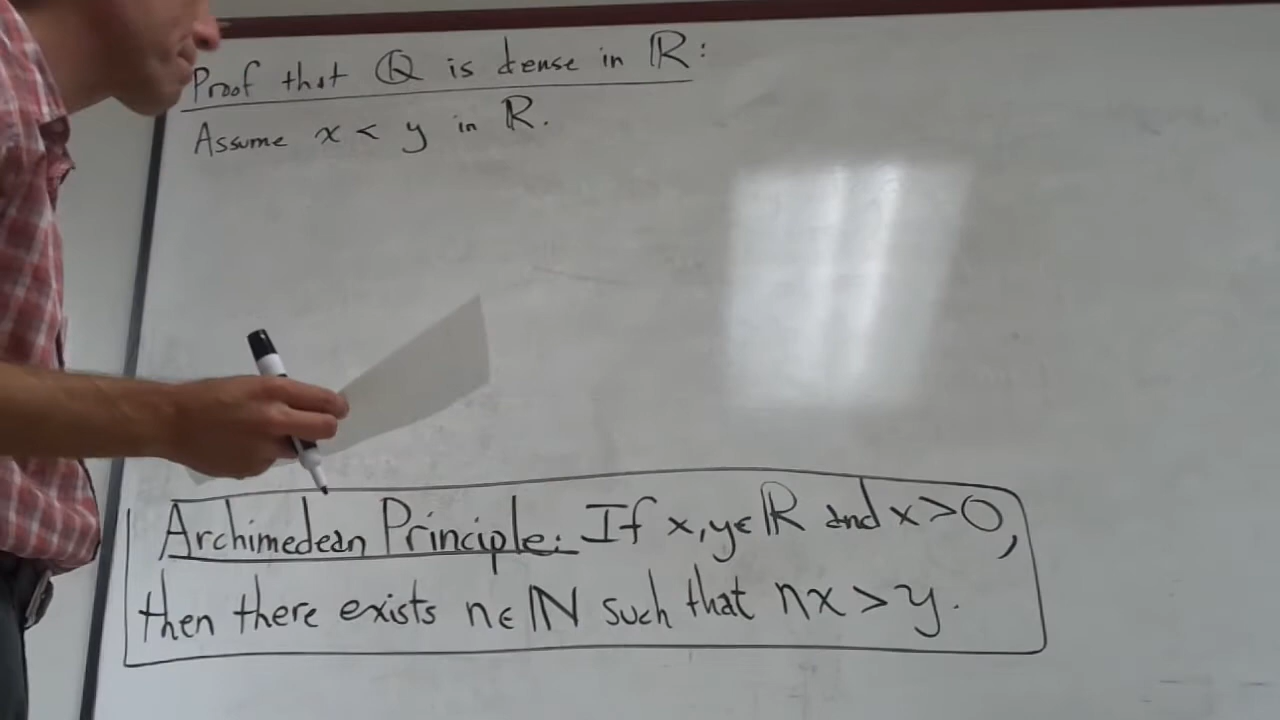 Proof that ℚ is dense in ℝ:
Assume x < y in ℝ.
Archimedean Principle: If x, y ∈ ℝ and x > 0,
then there exists n ∈ ℕ such that nx > y.